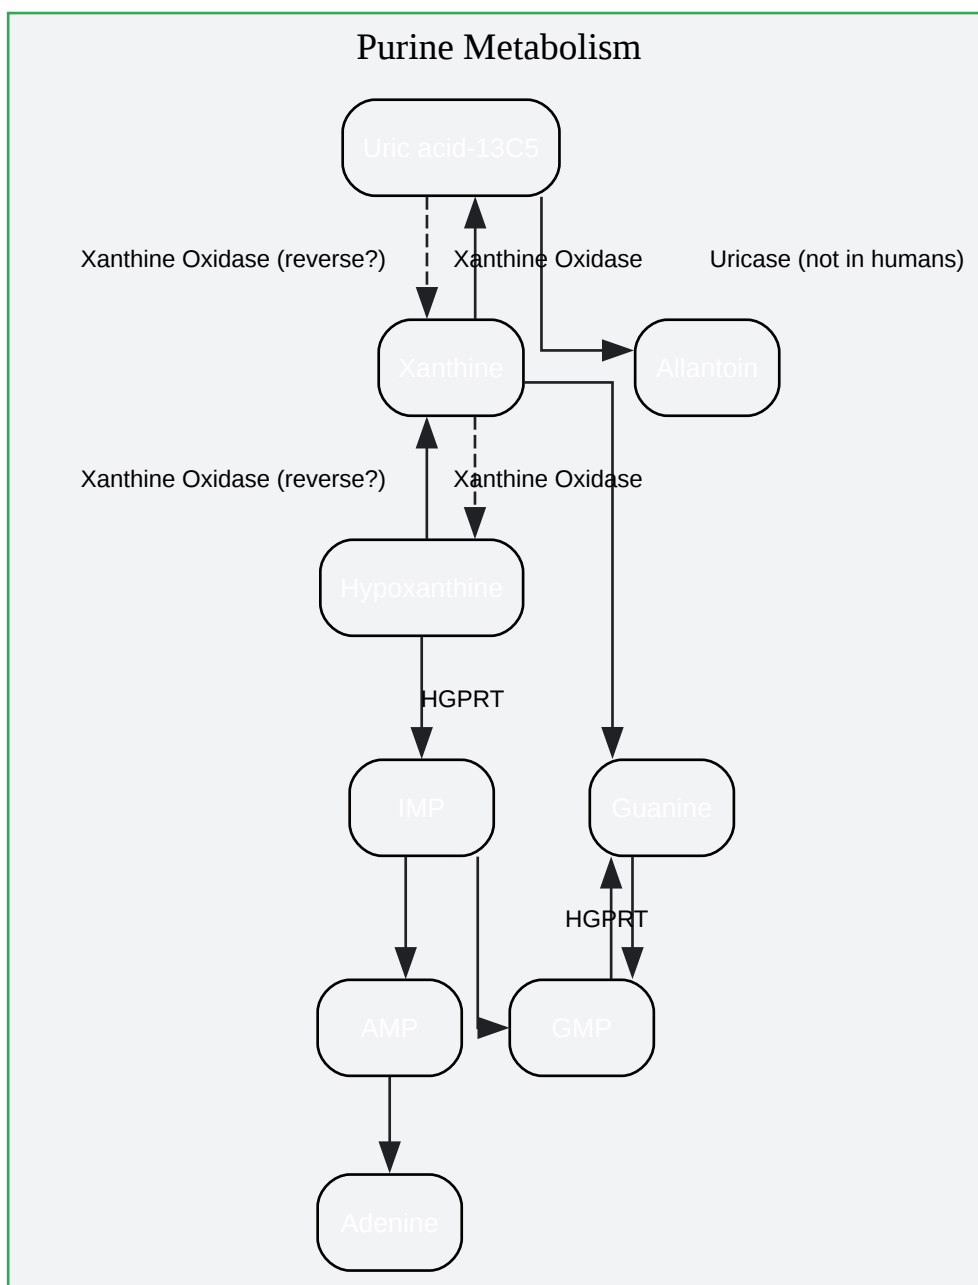 Purine Metabolism
Uric acid-13C5
Xanthine Oxidase (reverse?)
Xanthine Oxidase
Uricase (not in humans)
Xanthine
Allantoin
Xanthine Oxidase (reverse?)
Xanthine Oxidase
Hypoxanthine
HGPRT
IMP
Guanine
HGPRT
AMP
GMP
Adenine